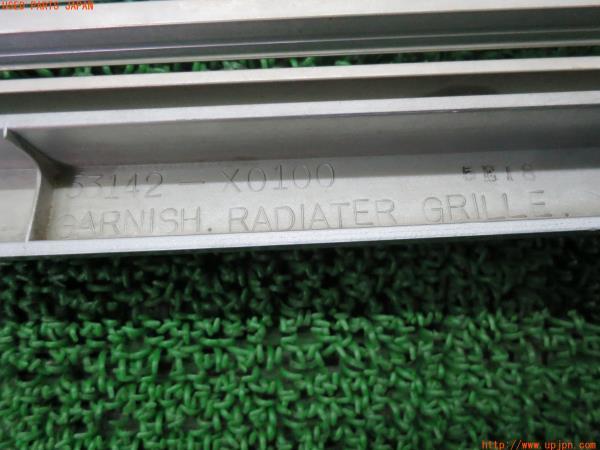 USED PARTS JAPAN
53142-X0100
GARNISH. RADIATER GRILLE.
http://www.upjpn.com/